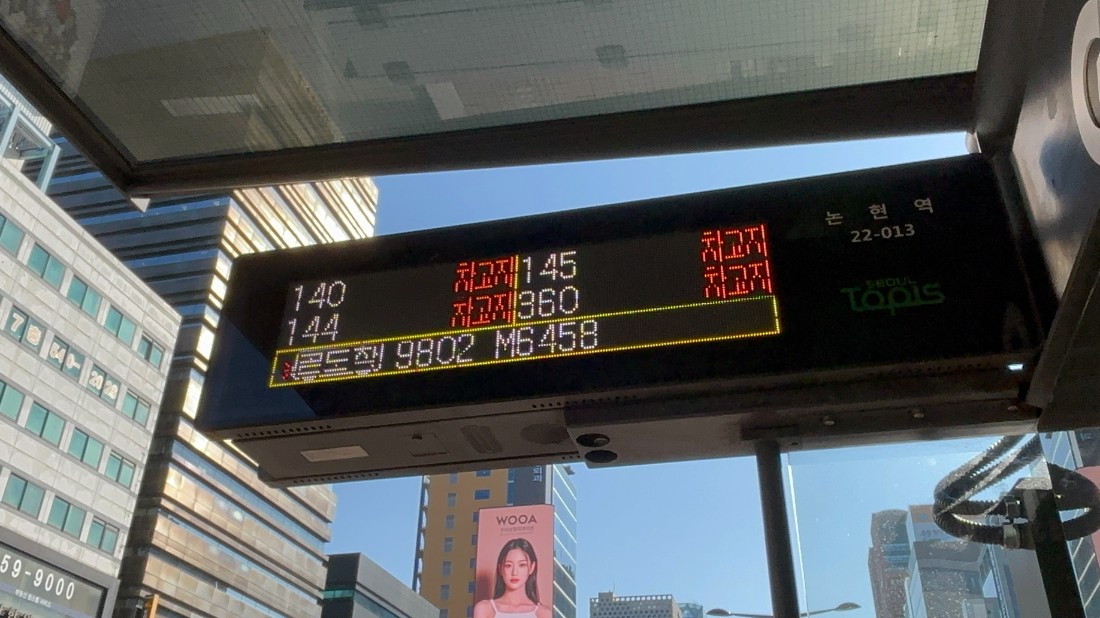 논현역
22-013
SEOUL
TOPIS
140 차고지
144 차고지
145 차고지
360 차고지
9802 M6458
WOOA
59-9000